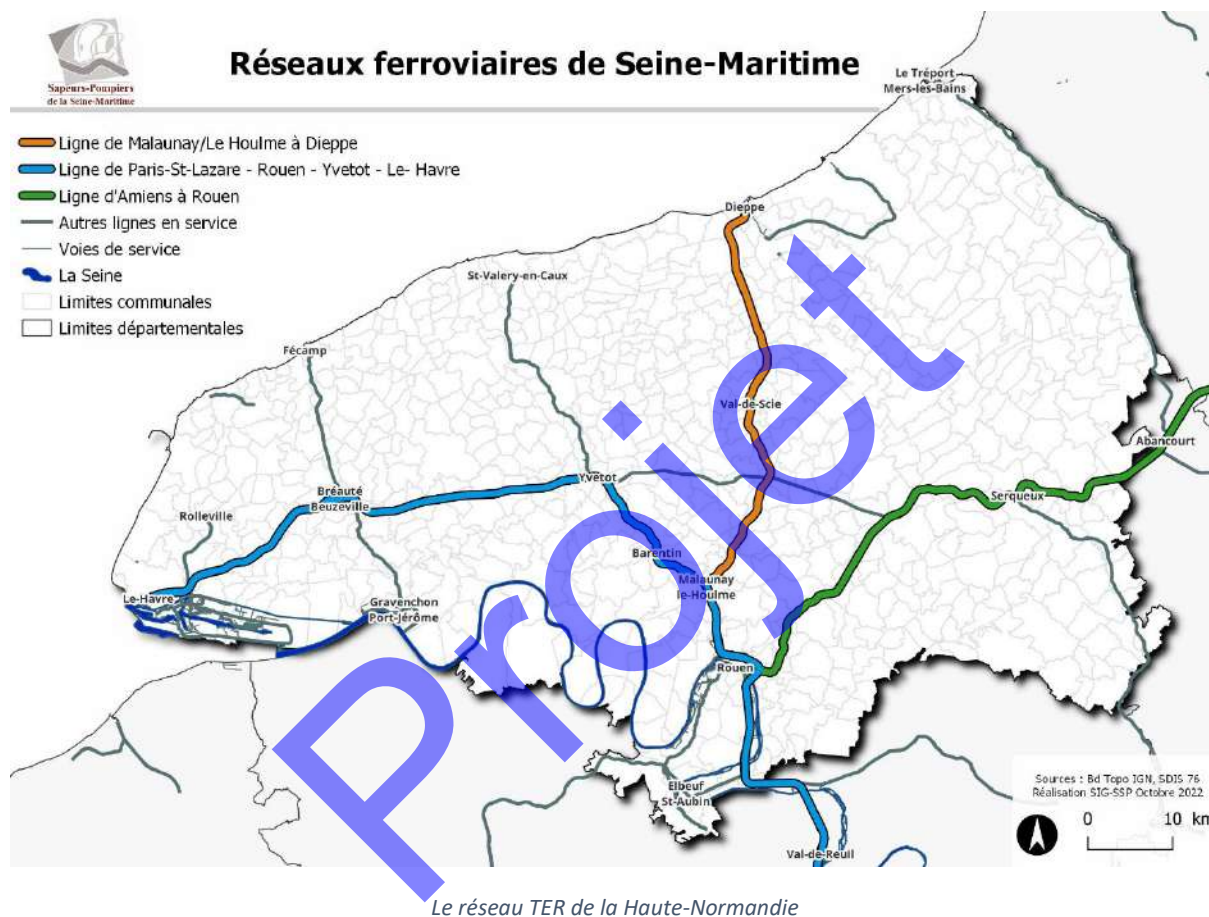 Sapeurs-Pompiers
de la Seine-Maritime
Réseaux ferroviaires de Seine-Maritime
Ligne de Malaunay/Le Houlme à Dieppe
Ligne de Paris-St-Lazare - Rouen - Yvetot - Le- Havre
Ligne d'Amiens à Rouen
Autres lignes en service
Voies de service
La Seine
Limites communales
Limites départementales
Le Tréport
Mers-les-Bains
Dieppe
St-Valery-en-Caux
Fécamp
Val-de-Scie
Abancourt
Yvetot
Bréauté
Beuzeville
Serqueux
Rolleville
Barentin
Malaunay
le-Houlme
Le-Havre
Gravenchon
Port-Jérôme
Rouen
Elbeuf
St-Aubin
Val-de-Reuil
Projet
Sources : Bd Topo IGN, SDIS 76
Réalisation SIG-SSP Octobre 2022
0 10 km
Le réseau TER de la Haute-Normandie